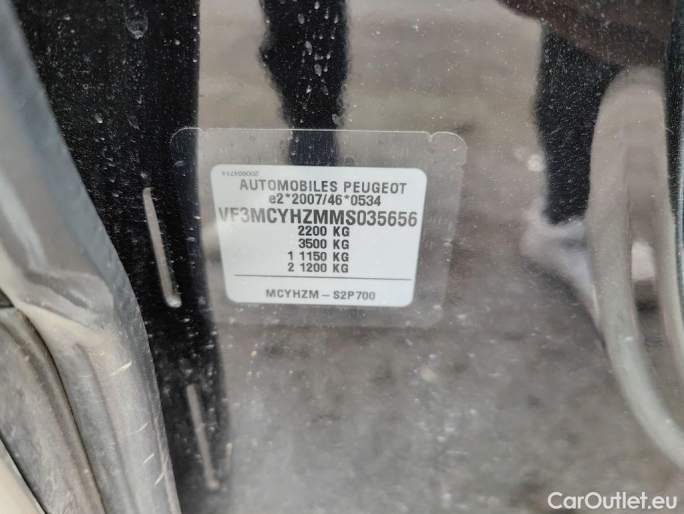 AUTOMOBILES PEUGEOT
e2*2007/46*0534
VF3MCYHZMMS035656
2200 KG
3500 KG
1 1150 KG
2 1200 KG
MCYHZM – S2P700
CarOutlet.eu